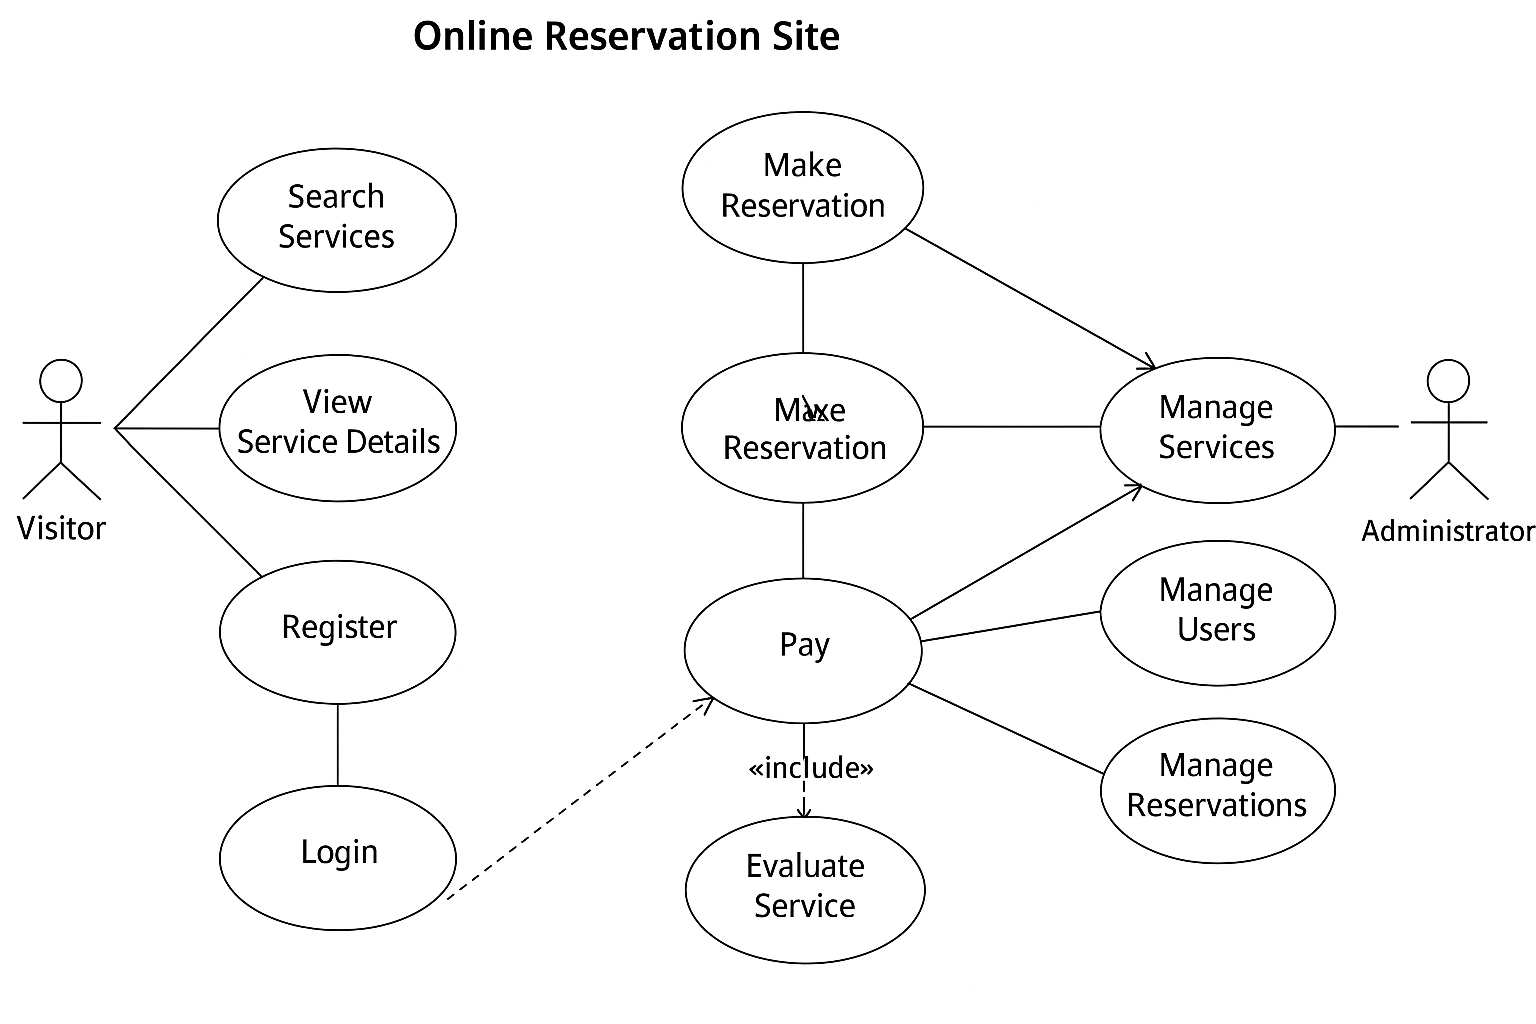 Online Reservation Site
Search
Services
View
Service Details
Register
Login
Visitor
Make
Reservation
Reservation
Pay
«include»
Evaluate
Service
Manage
Services
Manage
Users
Manage
Reservations
Administrator